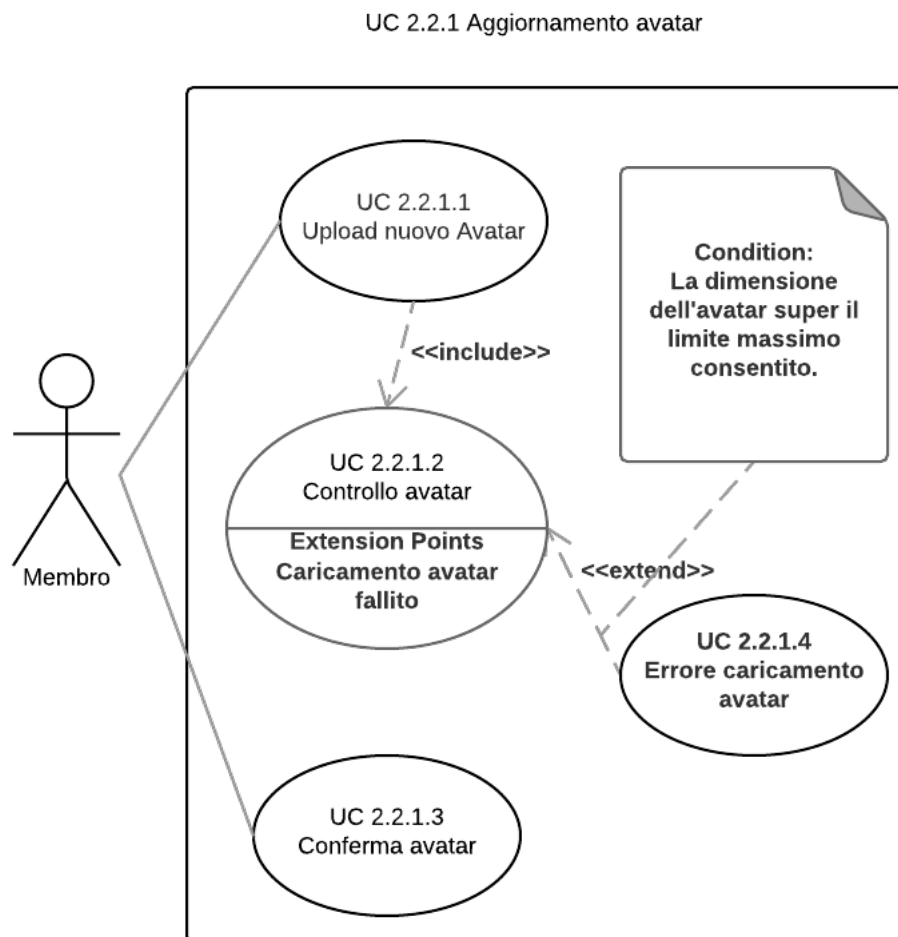 UC 2.2.1 Aggiornamento avatar
UC 2.2.1.1
Upload nuovo Avatar
Condition:
La dimensione
dell'avatar super il
limite massimo
consentito.
<<include>>
UC 2.2.1.2
Controllo avatar
Extension Points
Caricamento avatar
fallito
Membro
<<extend>>
UC 2.2.1.4
Errore caricamento
avatar
UC 2.2.1.3
Conferma avatar